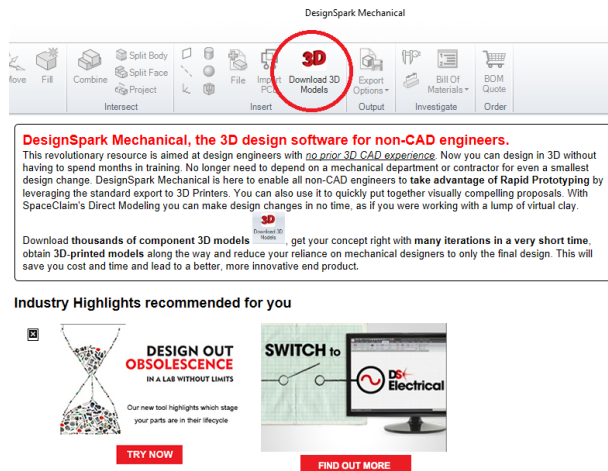 DesignSpark Mechanical
Move
Fill
Combine
Split Body
Split Face
Project
Intersect
File
Import
PCB
3D
Download 3D
Models
Insert
Export
Options
Output
Bill Of
Materials
Investigate
BOM
Quote
Order
DesignSpark Mechanical, the 3D design software for non-CAD engineers.
This revolutionary resource is aimed at design engineers with no prior 3D CAD experience. Now you can design in 3D without
having to spend months in training. No longer need to depend on a mechanical department or contractor for even a smallest
design change. DesignSpark Mechanical is here to enable all non-CAD engineers to take advantage of Rapid Prototyping by
leveraging the standard export to 3D Printers. You can also use it to quickly put together visually compelling proposals. With
SpaceClaim's Direct Modeling you can make design changes in no time, as if you were working with a lump of virtual clay.
3D
Download 3D
Models
Download thousands of component 3D models , get your concept right with many iterations in a very short time,
obtain 3D-printed models along the way and reduce your reliance on mechanical designers to only the final design. This will
save you cost and time and lead to a better, more innovative end product.
Industry Highlights recommended for you
DESIGN OUT
OBSOLESCENCE
IN A LAB WITHOUT LIMITS
Our new tool highlights which stage
your parts are in their lifecycle
TRY NOW
SWITCH to
DS
Electrical
FIND OUT MORE